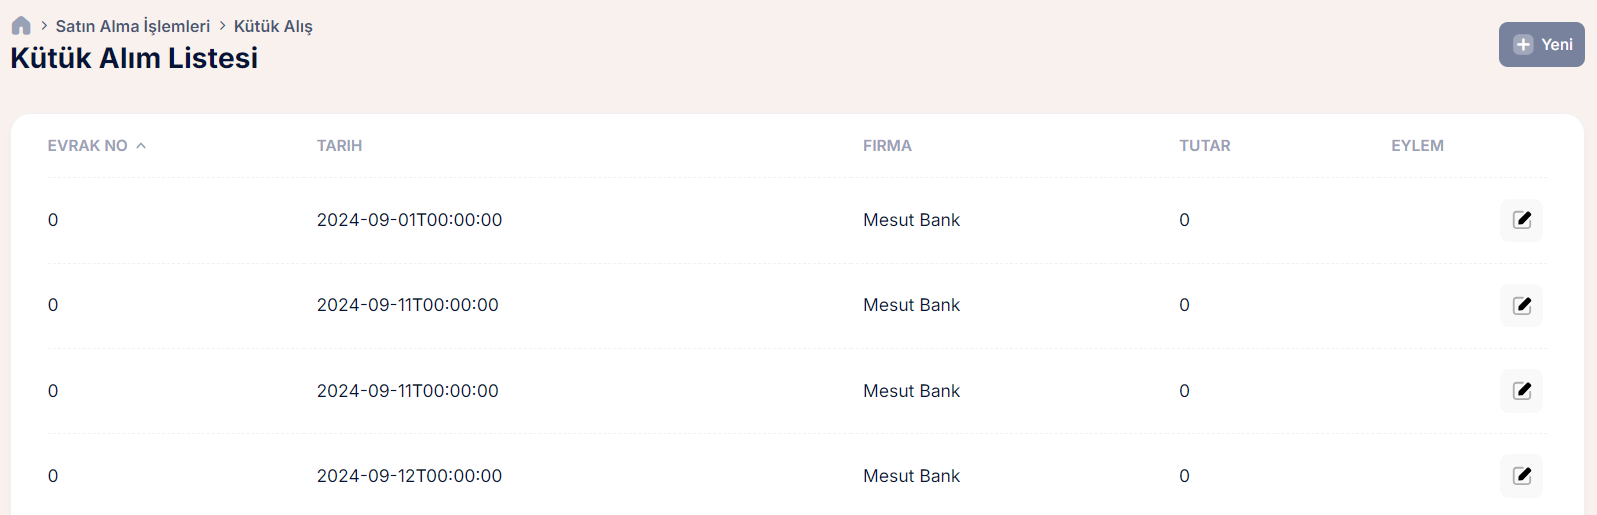 Satın Alma İşlemleri > Kütük Alış
Kütük Alım Listesi
Yeni
EVRAK NO TARIH FIRMA TUTAR EYLEM
0 2024-09-01T00:00:00 Mesut Bank 0
0 2024-09-11T00:00:00 Mesut Bank 0
0 2024-09-11T00:00:00 Mesut Bank 0
0 2024-09-12T00:00:00 Mesut Bank 0